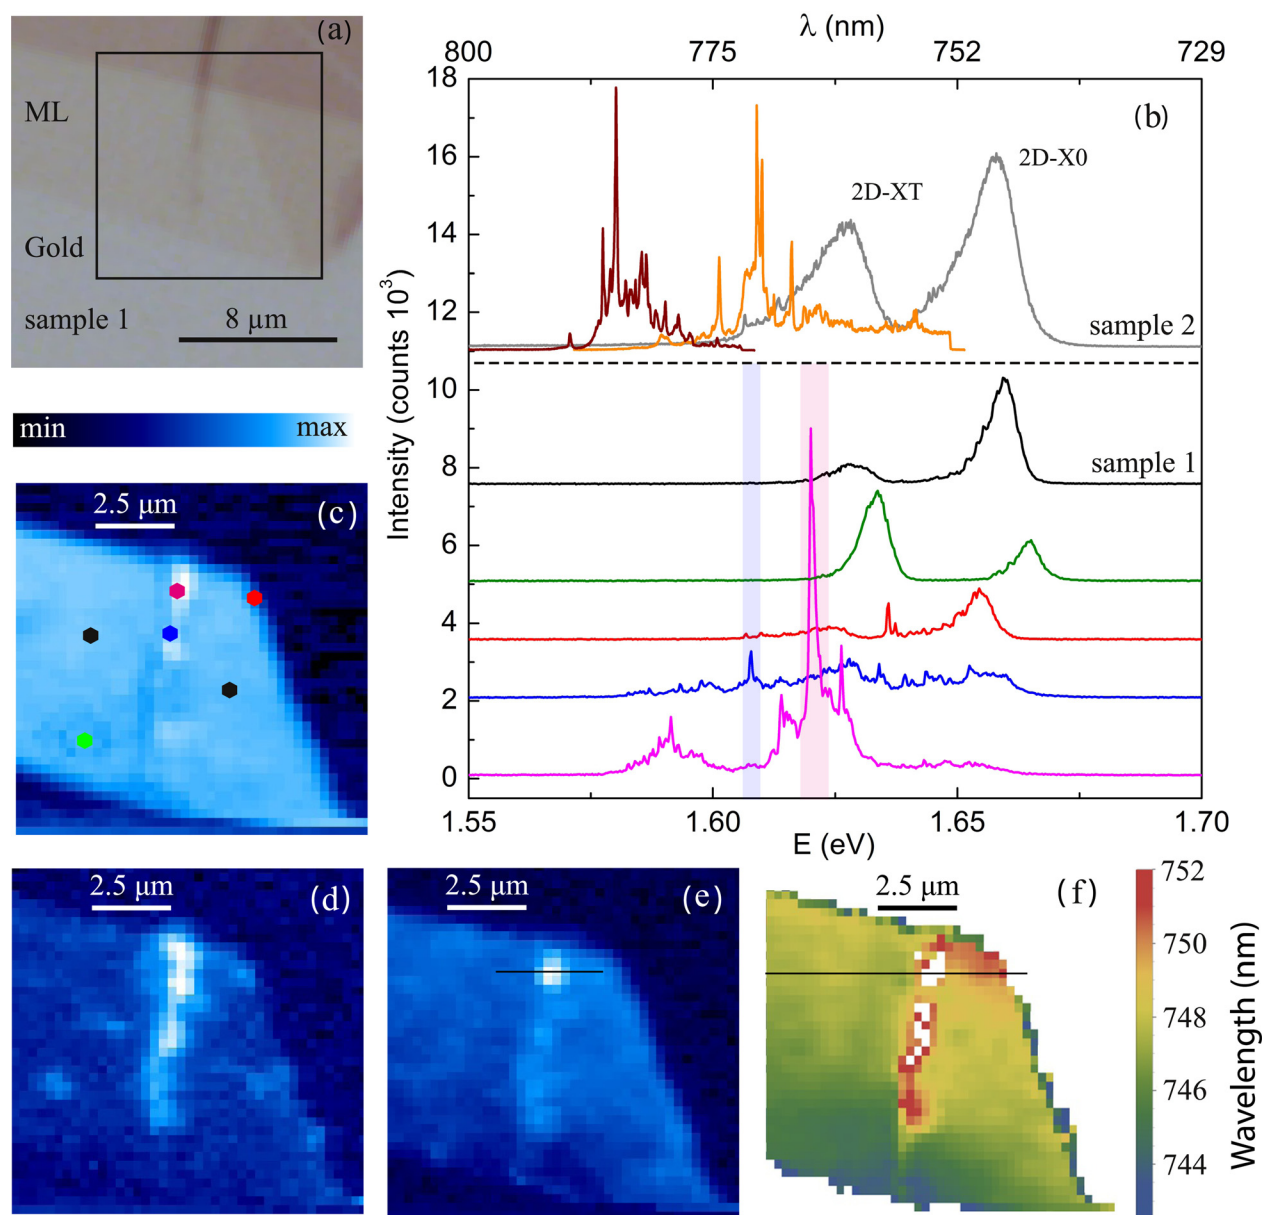 (a)
ML
Gold
sample 1
8 µm
min
max
2.5 µm
(c)
λ (nm)
800
775
752
729
18
16
14
12
10
8
6
4
2
0
Intensity (counts 10³)
(b)
2D-XT
2D-X0
sample 2
sample 1
1.55
1.60
1.65
1.70
E (eV)
2.5 µm
(d)
2.5 µm
(e)
2.5 µm
(f)
752
750
748
746
744
Wavelength (nm)